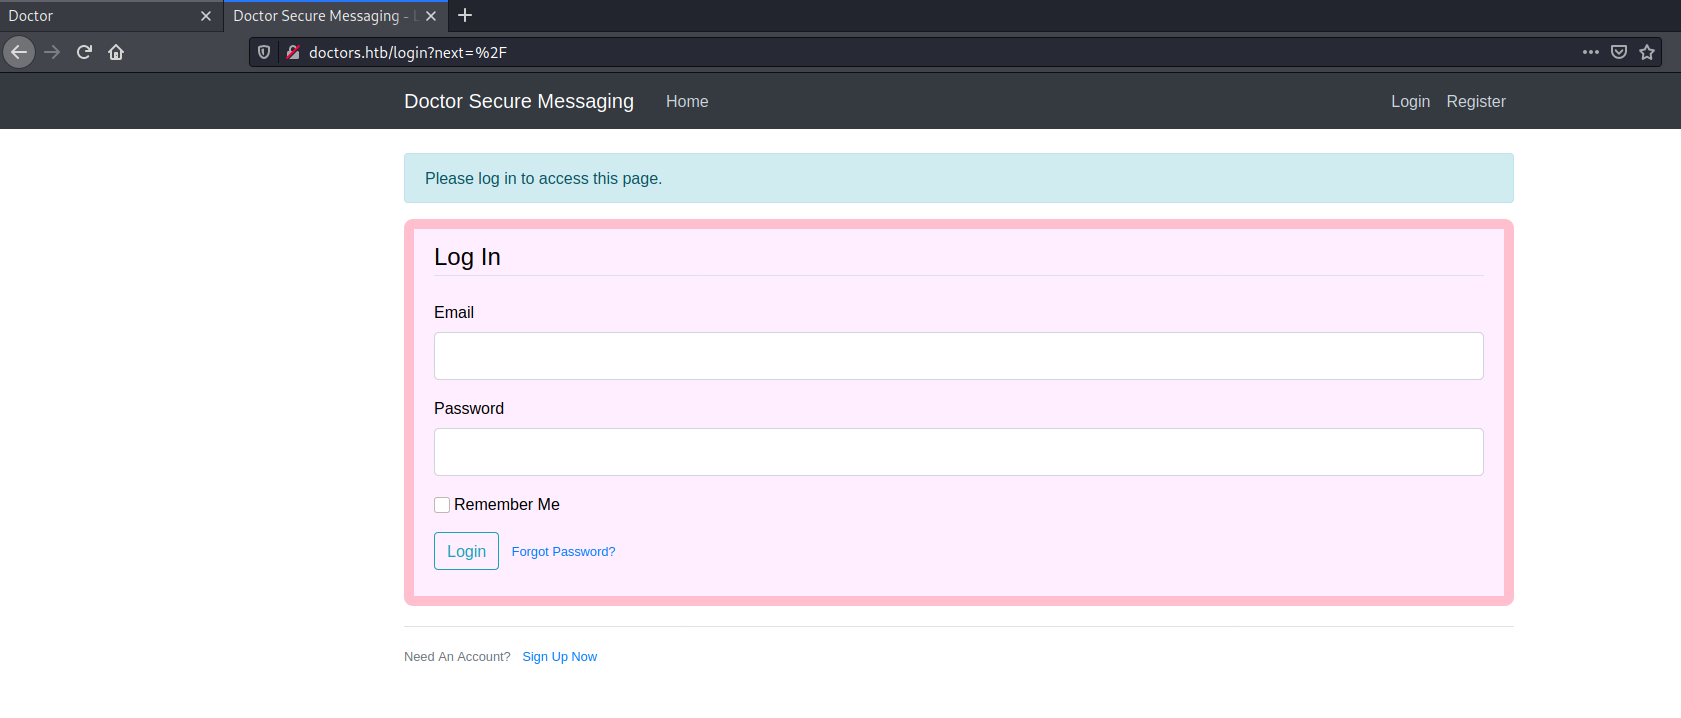 Doctor
Doctor Secure Messaging -
doctors.htb/login?next=%2F
Doctor Secure Messaging Home Login Register
Please log in to access this page.
Log In
Email
Password
Remember Me
Login Forgot Password?
Need An Account? Sign Up Now